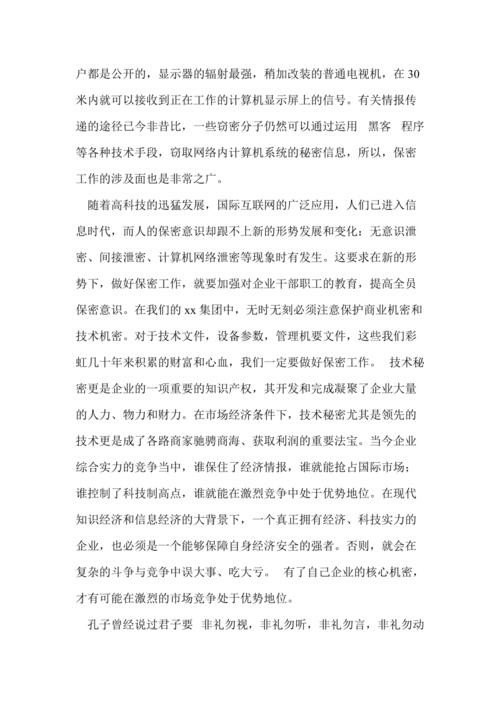 户都是公开的，显示器的辐射最强，稍加改装的普通电视机，在 30
米内就可以接收到正在工作的计算机显示屏上的信号。有关情报传
递的途径已今非昔比，一些窃密分子仍然可以通过运用 黑客 程序
等各种技术手段，窃取网络内计算机系统的秘密信息，所以，保密
工作的涉及面也是非常之广。
随着高科技的迅猛发展，国际互联网的广泛应用，人们已进入信
息时代，而人的保密意识却跟不上新的形势发展和变化：无意识泄
密、间接泄密、计算机网络泄密等现象时有发生。这要求在新的形
势下，做好保密工作，就要加强对企业干部职工的教育，提高全员
保密意识。在我们的 xx 集团中，无时无刻必须注意保护商业机密和
技术机密。对于技术文件，设备参数，管理机要文件，这些我们彩
虹几十年来积累的财富和心血，我们一定要做好保密工作。 技术秘
密更是企业的一项重要的知识产权，其开发和完成凝聚了企业大量
的人力、物力和财力。在市场经济条件下，技术秘密尤其是领先的
技术更是成了各路商家驰骋商海、获取利润的重要法宝。当今企业
综合实力的竞争当中，谁保住了经济情报，谁就能抢占国际市场；
谁控制了科技制高点，谁就能在激烈竞争中处于优势地位。在现代
知识经济和信息经济的大背景下，一个真正拥有经济、科技实力的
企业，也必须是一个能够保障自身经济安全的强者。否则，就会在
复杂的斗争与竞争中误大事、吃大亏。 有了自己企业的核心机密，
才有可能在激烈的市场竞争处于优势地位。
孔子曾经说过君子要 非礼勿视，非礼勿听，非礼勿言，非礼勿动